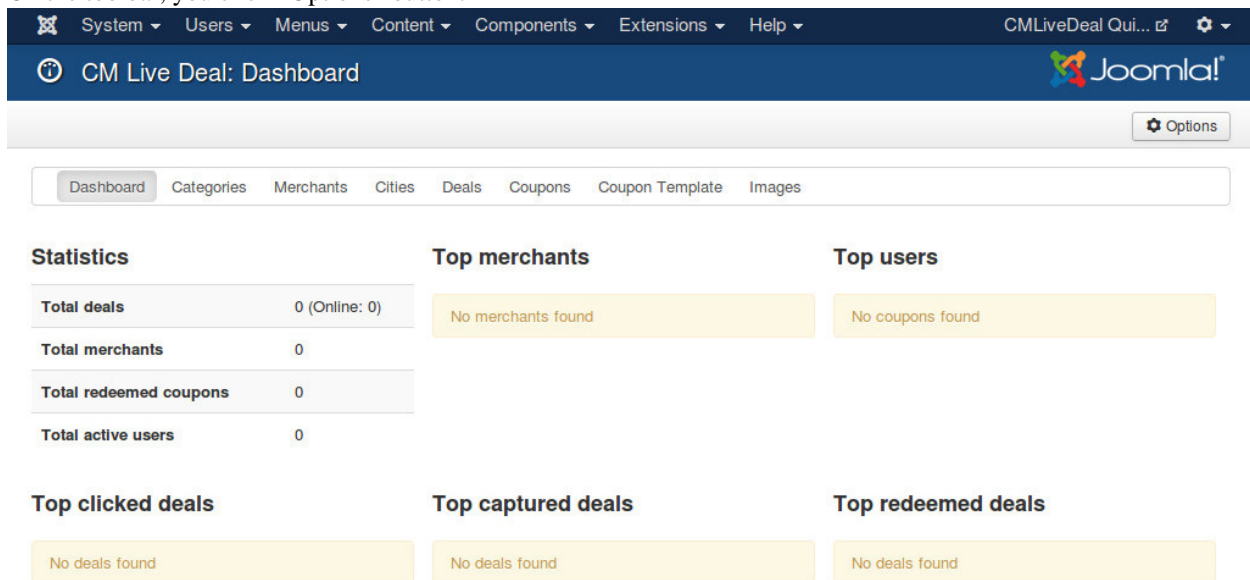 System Users Menus Content Components Extensions Help CMLiveDeal Qui...
CM Live Deal: Dashboard Joomla!
Options
Dashboard Categories Merchants Cities Deals Coupons Coupon Template Images
Statistics
Total deals 0 (Online: 0)
Total merchants 0
Total redeemed coupons 0
Total active users 0
Top merchants
No merchants found
Top users
No coupons found
Top clicked deals
No deals found
Top captured deals
No deals found
Top redeemed deals
No deals found